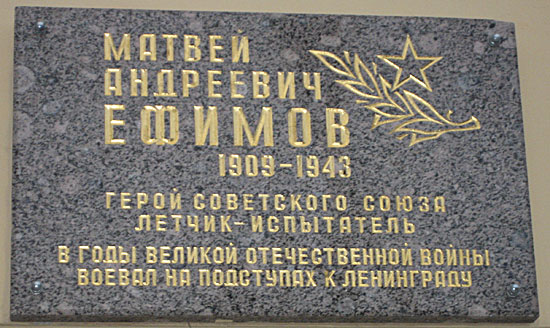 МАТВЕЙ
АНДРЕЕВИЧ
ЕФИМОВ
1909-1943
ГЕРОЙ СОВЕТСКОГО СОЮЗА
ЛЕТЧИК-ИСПЫТАТЕЛЬ
В ГОДЫ ВЕЛИКОЙ ОТЕЧЕСТВЕННОЙ ВОЙНЫ
ВОЕВАЛ НА ПОДСТУПАХ К ЛЕНИНГРАДУ